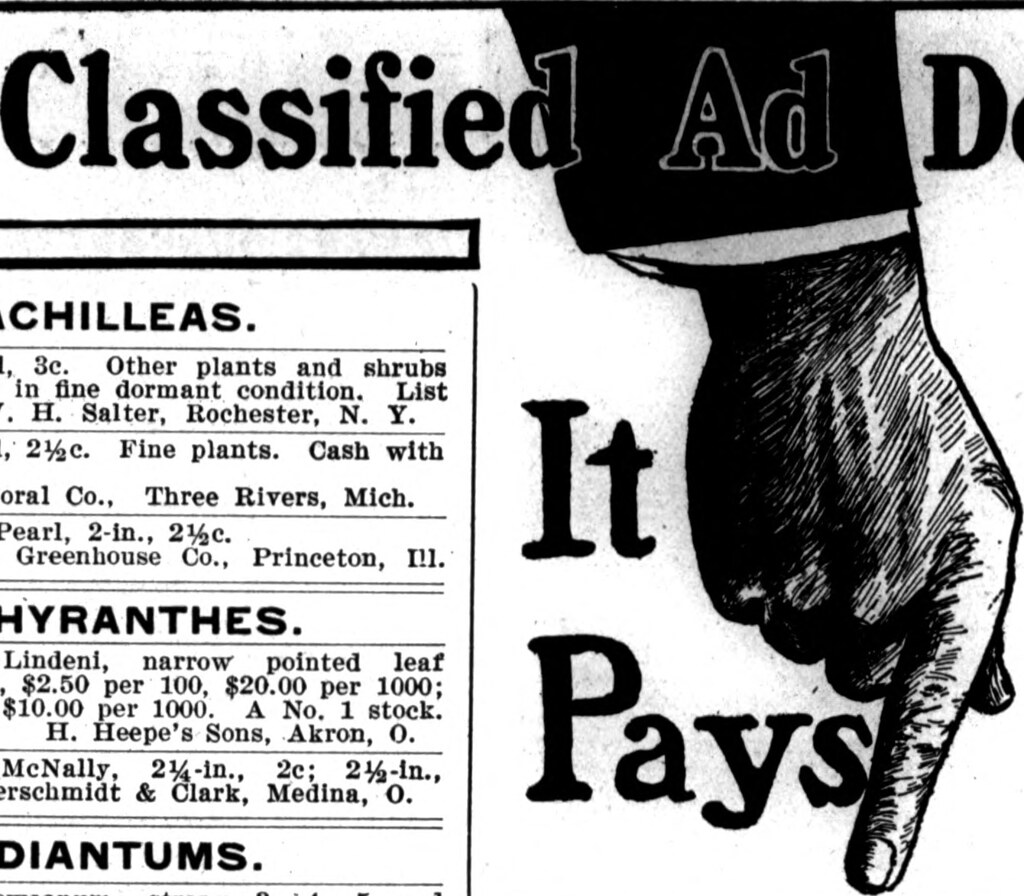 Classified Ad
ACHILLEAS.
3c. Other plants and shrubs
in fine dormant condition. List
H. Salter, Rochester, N. Y.
2½c. Fine plants. Cash with
Co., Three Rivers, Mich.
Pearl, 2-in., 2½c.
Greenhouse Co., Princeton, Ill.
HYRANTHES.
Lindeni, narrow pointed leaf
$2.50 per 100, $20.00 per 1000;
$10.00 per 1000. A No. 1 stock.
H. Heepe's Sons, Akron, O.
McNally, 2¼-in., 2c; 2½-in.,
erschmidt & Clark, Medina, O.
DIANTUMS.
It
Pays